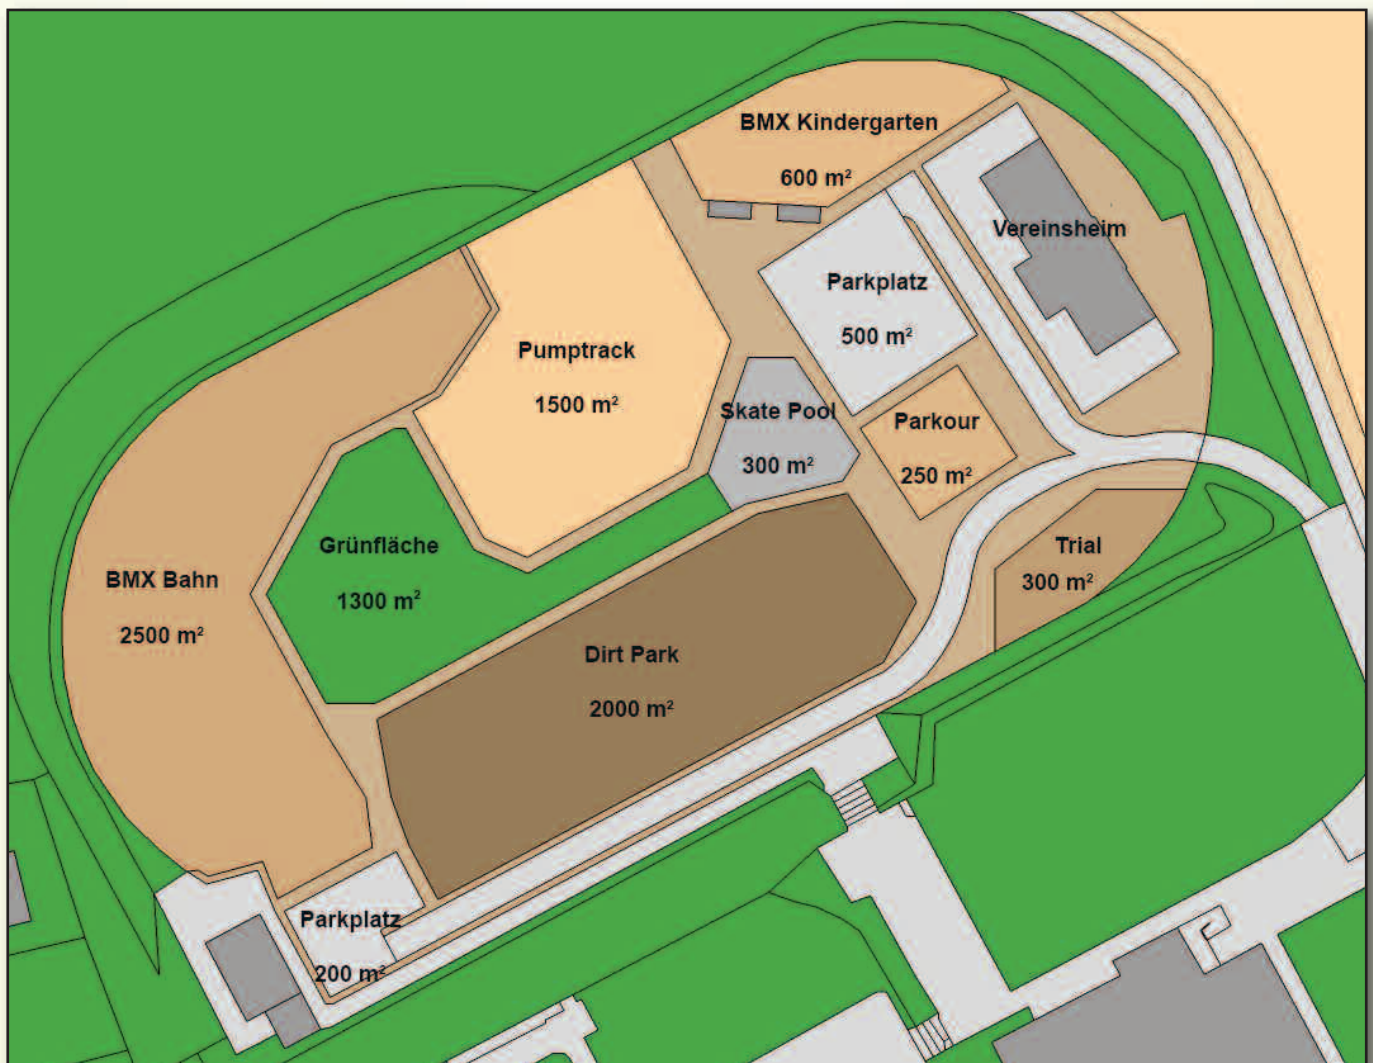 BMX Kindergarten
600 m²
Vereinsheim
Parkplatz
500 m²
Pumptrack
1500 m²
Skate Pool
300 m²
Parkour
250 m²
Grünfläche
1300 m²
Trial
300 m²
BMX Bahn
2500 m²
Dirt Park
2000 m²
Parkplatz
200 m²